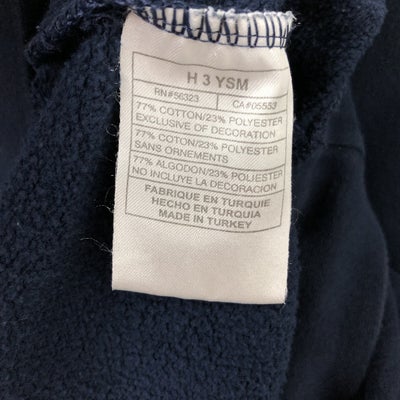 H 3 YSM
RN#56323 CA#05553
77% COTTON/23% POLYESTER
EXCLUSIVE OF DECORATION
77% COTTON/23% POLYESTER
SANS ORNEMENTS
77% ALGODON/23% POLIESTER
NO INCLUYE LA DECORACION
FABRIQUE EN TURQUIE
HECHO EN TURQUIA
MADE IN TURKEY